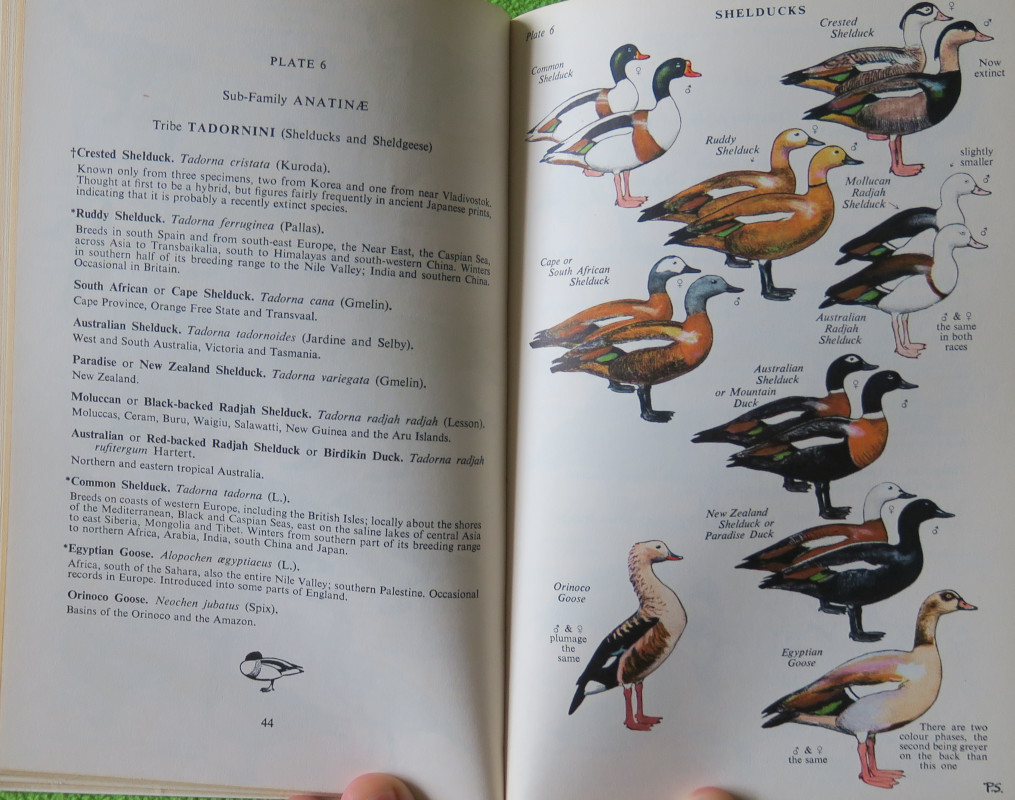 PLATE 6
Sub-Family ANATINÆ
Tribe TADORNINI (Shelducks and Sheldgeese)
†Crested Shelduck. Tadorna cristata (Kuroda).
Known only from three specimens, two from Korea and one from near Vladivostok.
Thought at first to be a hybrid, but figures fairly frequently in ancient Japanese prints,
indicating that it is probably a recently extinct species.
*Ruddy Shelduck. Tadorna ferruginea (Pallas).
Breeds in south Spain and from south-east Europe, the Near East, the Caspian Sea,
across Asia to Transbaikalia, south to Himalayas and south-western China. Winters
in southern half of its breeding range to the Nile Valley; India and southern China.
Occasional in Britain.
South African or Cape Shelduck. Tadorna cana (Gmelin).
Cape Province, Orange Free State and Transvaal.
Australian Shelduck. Tadorna tadornoides (Jardine and Selby).
West and South Australia, Victoria and Tasmania.
Paradise or New Zealand Shelduck. Tadorna variegata (Gmelin).
New Zealand.
Moluccan or Black-backed Radjah Shelduck. Tadorna radjah radjah (Lesson).
Moluccas, Ceram, Buru, Waigiu, Salawatti, New Guinea and the Aru Islands.
Australian or Red-backed Radjah Shelduck or Birdikin Duck. Tadorna radjah
rufitergum Hartert.
Northern and eastern tropical Australia.
*Common Shelduck. Tadorna tadorna (L.).
Breeds on coasts of western Europe, including the British Isles; locally about the shores
of the Mediterranean, Black and Caspian Seas, east on the saline lakes of central Asia
to east Siberia, Mongolia and Tibet. Winters from southern part of its breeding range
to northern Africa, Arabia, India, south China and Japan.
*Egyptian Goose. Alopochen ægyptiacus (L.).
Africa, south of the Sahara, also the entire Nile Valley; southern Palestine. Occasional
records in Europe. Introduced into some parts of England.
Orinoco Goose. Neochen jubatus (Spix).
Basins of the Orinoco and the Amazon.
44
Plate 6
SHELDUCKS
Common
Shelduck
♀
♂
Crested
Shelduck
♀
♂
Now
extinct
Ruddy
Shelduck
♀
♂
slightly
smaller
Mollucan
Radjah
Shelduck
♂
♂
Cape or
South African
Shelduck
♀
♂
Australian
Radjah
Shelduck
♂ & ♀
the same
in both
races
Australian
Shelduck
or Mountain
Duck
♀
♂
New Zealand
Shelduck or
Paradise Duck
♀
♂
Orinoco
Goose
♂ & ♀
plumage
the
same
Egyptian
Goose
♂ & ♀
the same
There are two
colour phases, the
second being greyer
on the back than
this one
P.S.